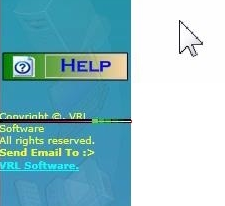 HELP
Copyright ©, VRL
Software
All rights reserved.
Send Email To :>
VRL Software.